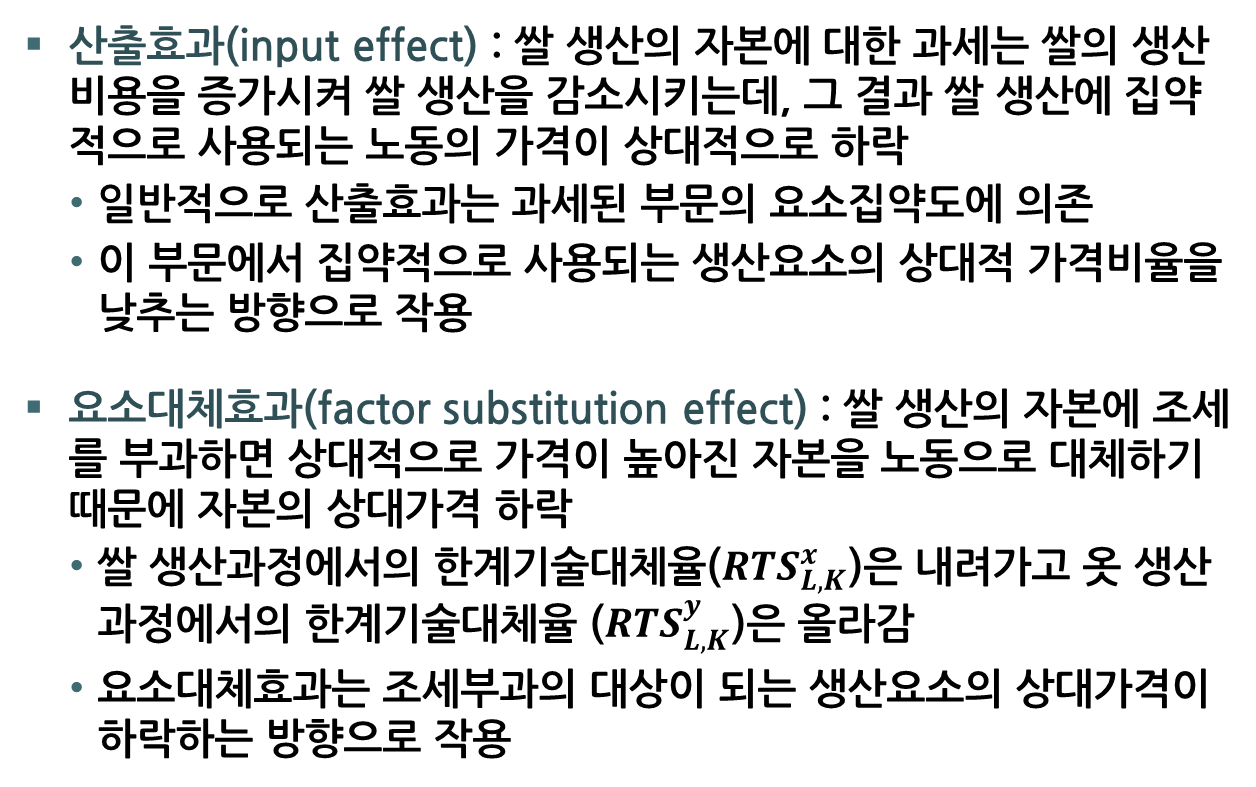 ▪ 산출효과(input effect) : 쌀 생산의 자본에 대한 과세는 쌀의 생산
비용을 증가시켜 쌀 생산을 감소시키는데, 그 결과 쌀 생산에 집약
적으로 사용되는 노동의 가격이 상대적으로 하락
• 일반적으로 산출효과는 과세된 부문의 요소집약도에 의존
• 이 부문에서 집약적으로 사용되는 생산요소의 상대적 가격비율을
낮추는 방향으로 작용
▪ 요소대체효과(factor substitution effect) : 쌀 생산의 자본에 조세
를 부과하면 상대적으로 가격이 높아진 자본을 노동으로 대체하기
때문에 자본의 상대가격 하락
• 쌀 생산과정에서의 한계기술대체율($RTS^{x}_{L,K}$)은 내려가고 옷 생산
과정에서의 한계기술대체율 ($RTS^{y}_{L,K}$)은 올라감
• 요소대체효과는 조세부과의 대상이 되는 생산요소의 상대가격이
하락하는 방향으로 작용